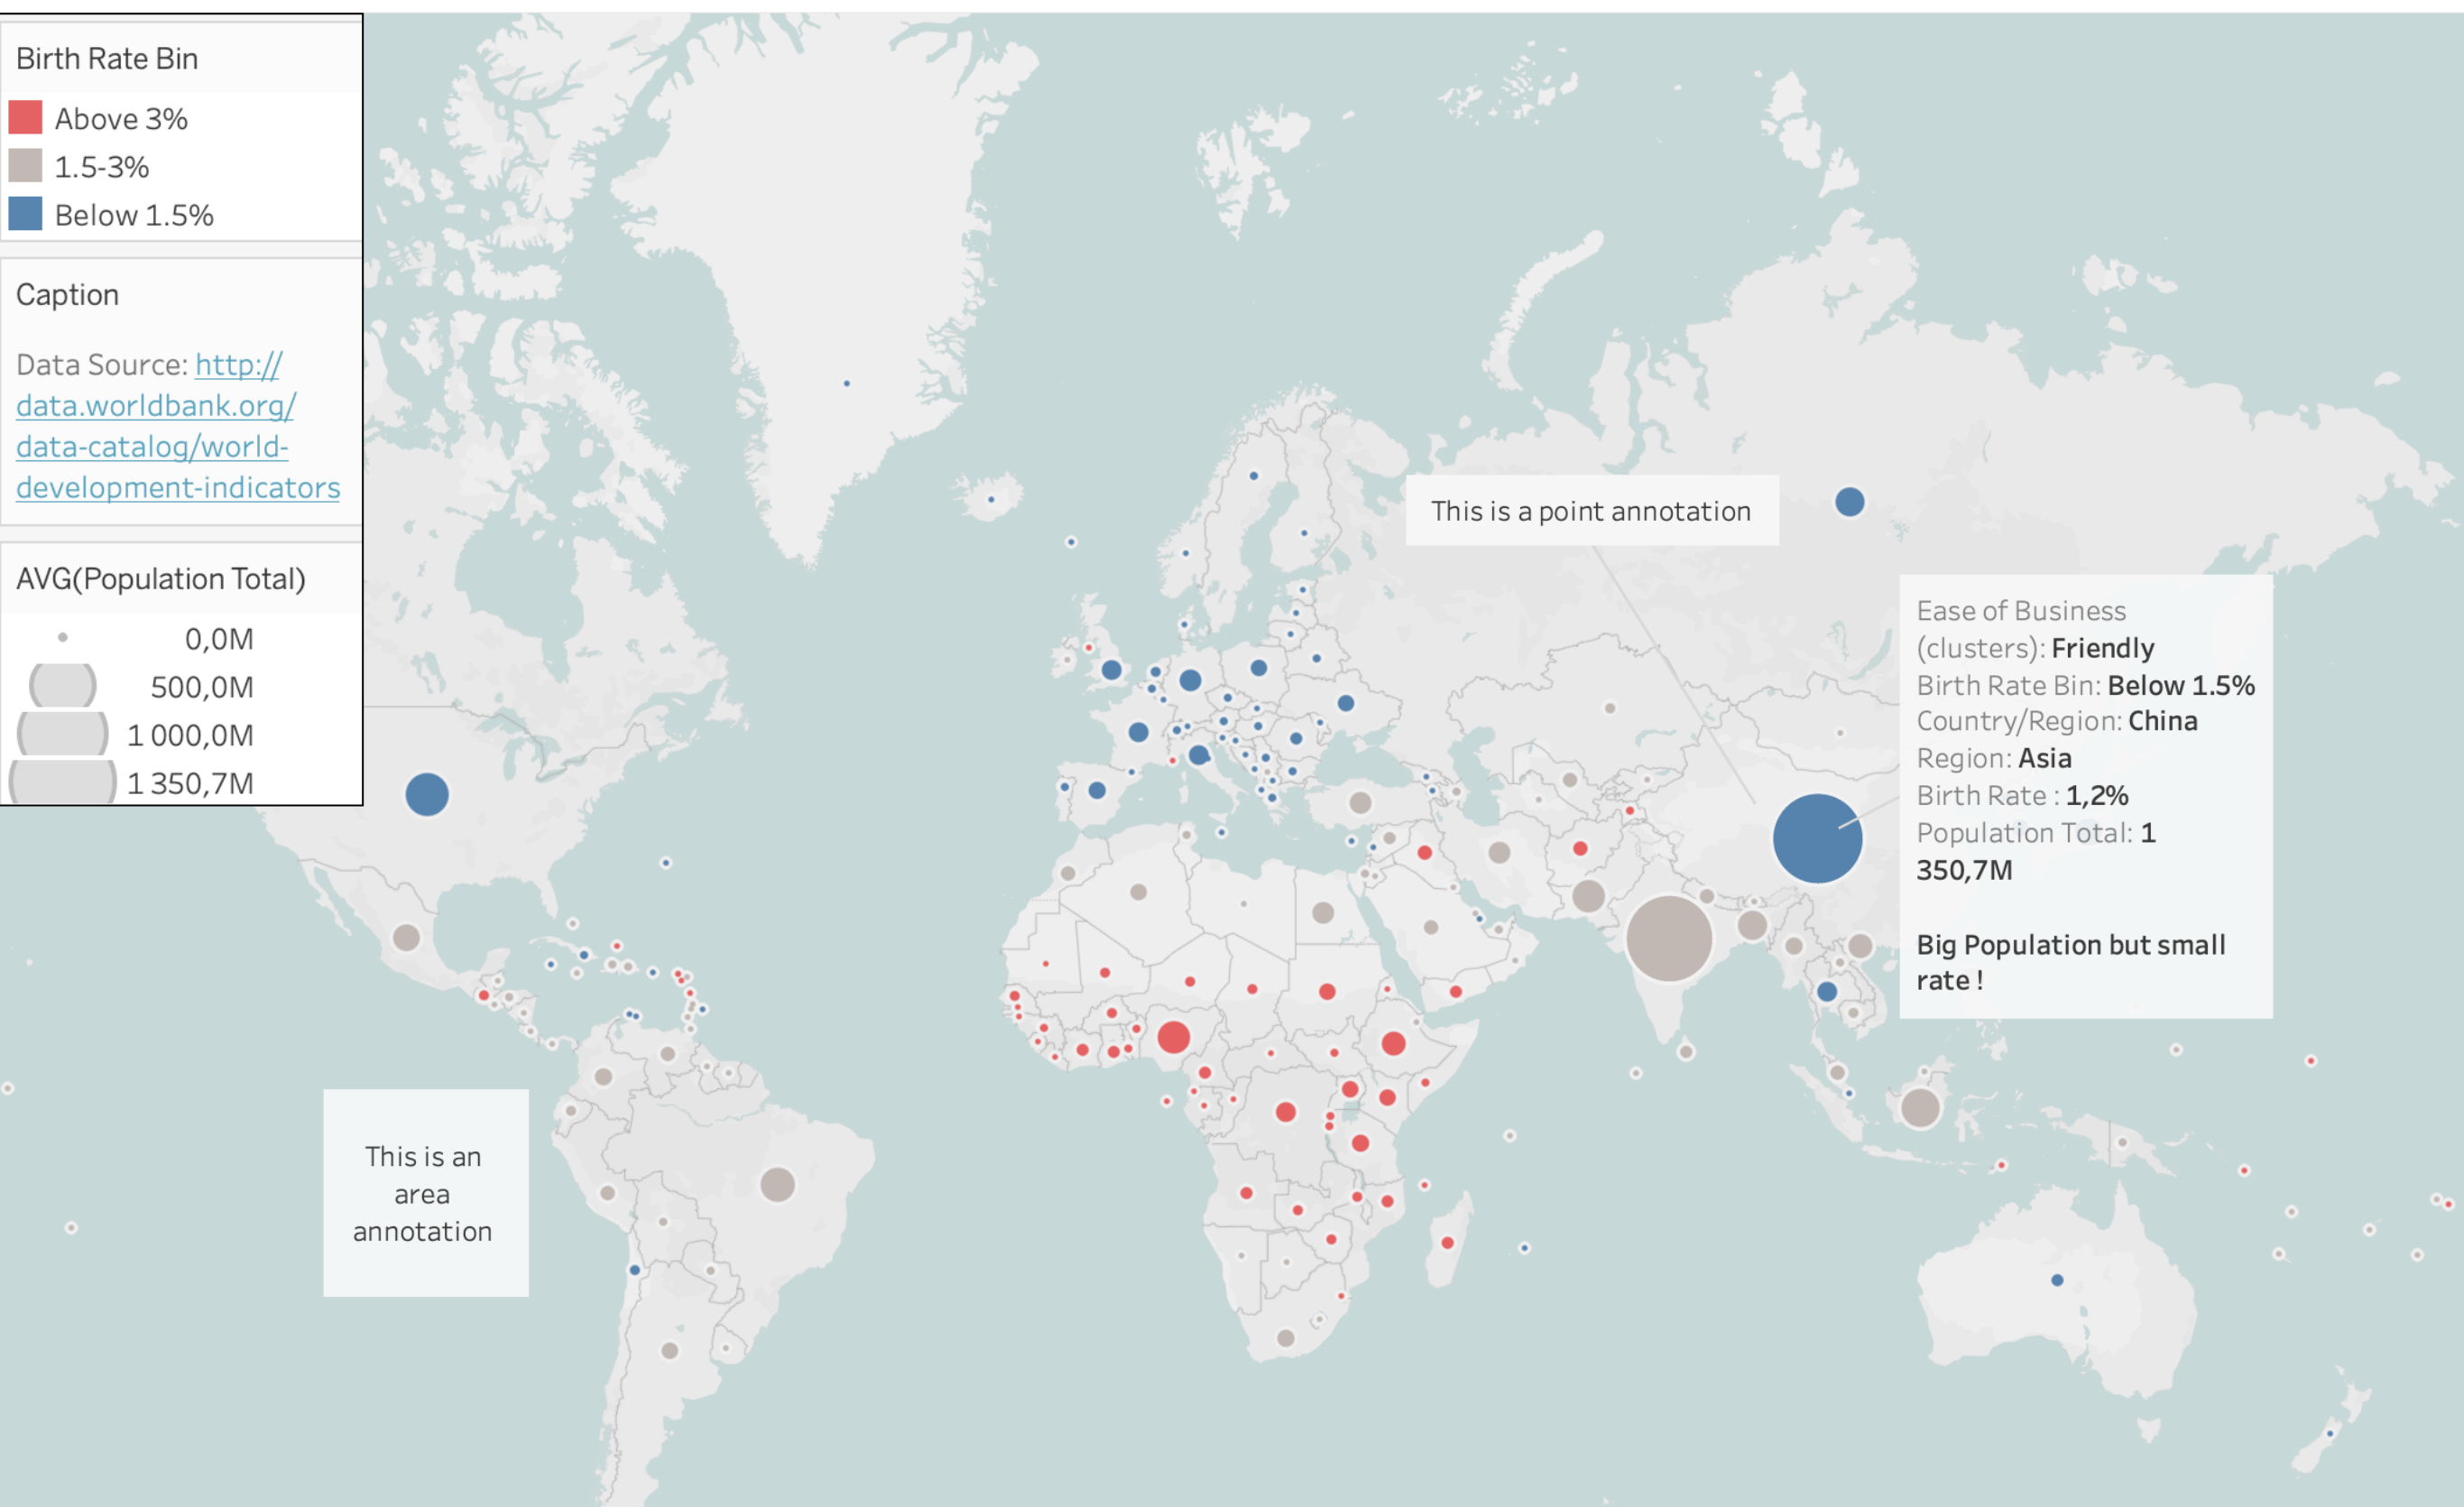 Birth Rate Bin
Above 3%
1.5-3%
Below 1.5%
Caption
Data Source: http://
data.worldbank.org/
data-catalog/world-
development-indicators
AVG(Population Total)
0,0M
500,0M
1 000,0M
1 350,7M
This is a point annotation
Ease of Business
(clusters): Friendly
Birth Rate Bin: Below 1.5%
Country/Region: China
Region: Asia
Birth Rate : 1,2%
Population Total: 1
350,7M
Big Population but small
rate !
This is an
area
annotation